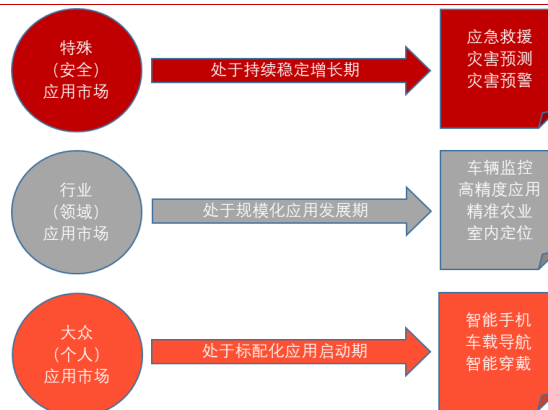 特殊
（安全）
应用市场
处于持续稳定增长期
应急救援
灾害预测
灾害预警
行业
（领域）
应用市场
处于规模化应用发展期
车辆监控
高精度应用
精准农业
室内定位
大众
（个人）
应用市场
处于标配化应用启动期
智能手机
车载导航
智能穿戴